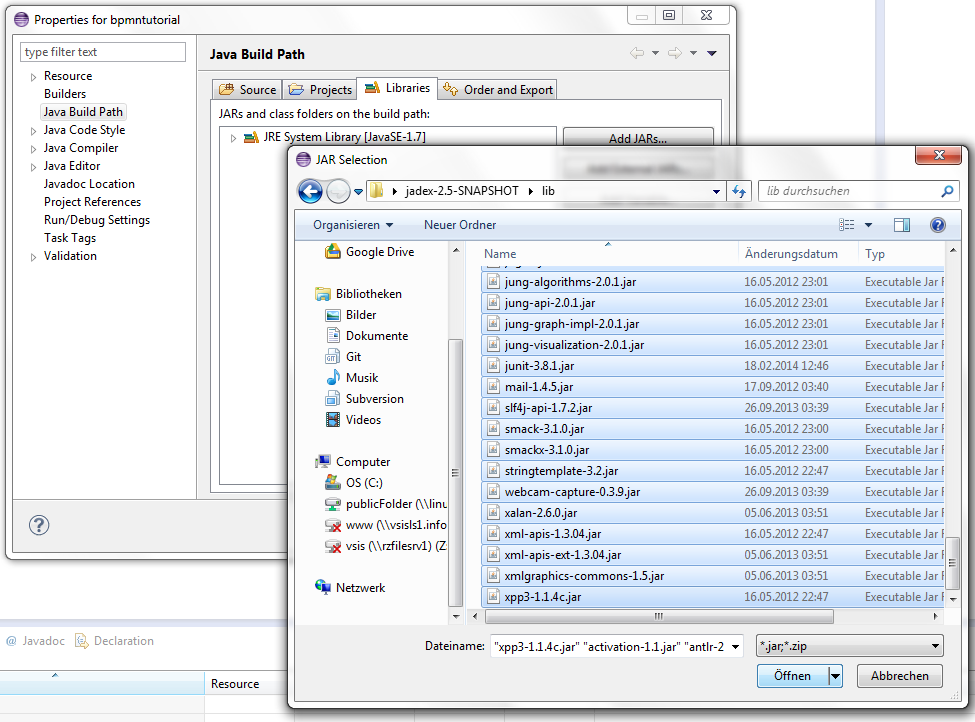 Properties for bpmntutorial
type filter text
Resource
Builders
Java Build Path
Java Code Style
Java Compiler
Java Editor
Javadoc Location
Project References
Run/Debug Settings
Task Tags
Validation
Java Build Path
Source Projects Libraries Order and Export
JARs and class folders on the build path:
JRE System Library [JavaSE-1.7]
Add JARs...
JAR Selection
jadex-2.5-SNAPSHOT lib
lib durchsuchen
Organisieren Neuer Ordner
Google Drive
Bibliotheken
Bilder
Dokumente
Git
Musik
Subversion
Videos
Computer
OS (C:)
publicFolder (\\linu
www (\\vsisls1.info
vsis (\\rzfilesrv1) (Z
Netzwerk
Name Änderungsdatum Typ
jung-algorithms-2.0.1.jar 16.05.2012 23:01 Executable Jar F
jung-api-2.0.1.jar 16.05.2012 23:01 Executable Jar F
jung-graph-impl-2.0.1.jar 16.05.2012 23:01 Executable Jar F
jung-visualization-2.0.1.jar 16.05.2012 23:01 Executable Jar F
junit-3.8.1.jar 18.02.2014 12:46 Executable Jar F
mail-1.4.5.jar 17.09.2012 03:40 Executable Jar F
slf4j-api-1.7.2.jar 26.09.2013 03:39 Executable Jar F
smack-3.1.0.jar 16.05.2012 23:00 Executable Jar F
smackx-3.1.0.jar 16.05.2012 23:00 Executable Jar F
stringtemplate-3.2.jar 16.05.2012 22:47 Executable Jar F
webcam-capture-0.3.9.jar 26.09.2013 03:39 Executable Jar F
xalan-2.6.0.jar 05.06.2013 03:51 Executable Jar F
xml-apis-1.3.04.jar 16.05.2012 22:47 Executable Jar F
xml-apis-ext-1.3.04.jar 05.06.2013 03:51 Executable Jar F
xmlgraphics-commons-1.5.jar 05.06.2013 03:51 Executable Jar F
xpp3-1.1.4c.jar 16.05.2012 22:47 Executable Jar F
Dateiname: "xpp3-1.1.4c.jar" "activation-1.1.jar" "antlr-2 *.jar;*.zip
Öffnen Abbrechen
@ Javadoc Declaration
Resource